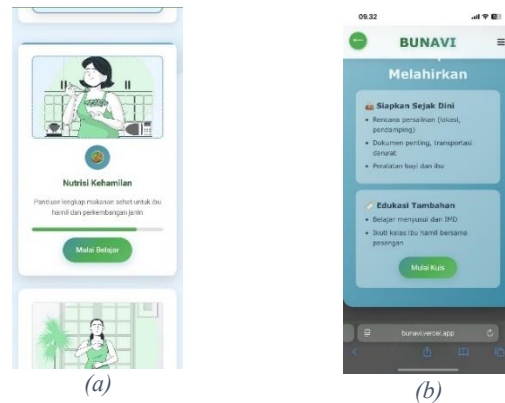 Nutrisi Kehamilan
Panduan lengkap makanan sehat untuk ibu
hamil dan perkembangan janin
Mulai Belajar
(a)
09.32
BUNAVI
Melahirkan
Siapkan Sejak Dini
• Rencana persalinan (lokasi,
pendamping)
• Dokumen penting, transportasi
darurat
• Peralatan bayi dan ibu
Edukasi Tambahan
• Belajar menyusui dan IMD
• Ikuti kelas ibu hamil bersama
pasangan
Mulai Kuis
bunavi.vercel.app
(b)